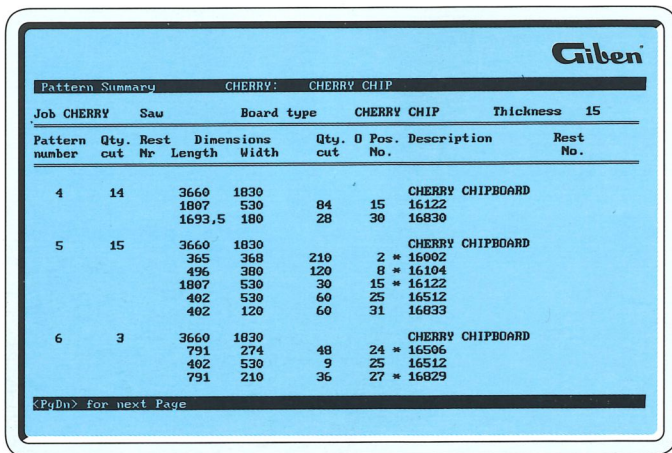 Giben
Pattern Summary CHERRY: CHERRY CHIP
Job CHERRY Saw Board type CHERRY CHIP Thickness 15
Pattern Qty. Rest Dimensions Qty. O Pos. Description Rest
number cut Nr Length Width cut No. No.
4 14 3660 1830 CHERRY CHIPBOARD
1807 530 84 15 16122
1693,5 180 28 30 16830
5 15 3660 1830 CHERRY CHIPBOARD
365 368 210 2 * 16002
496 380 120 8 * 16104
1807 530 30 15 * 16122
402 530 60 25 16512
402 120 60 31 16833
6 3 3660 1830 CHERRY CHIPBOARD
791 274 48 24 * 16506
402 530 9 25 16512
791 210 36 27 * 16829
<PgDn> for next Page